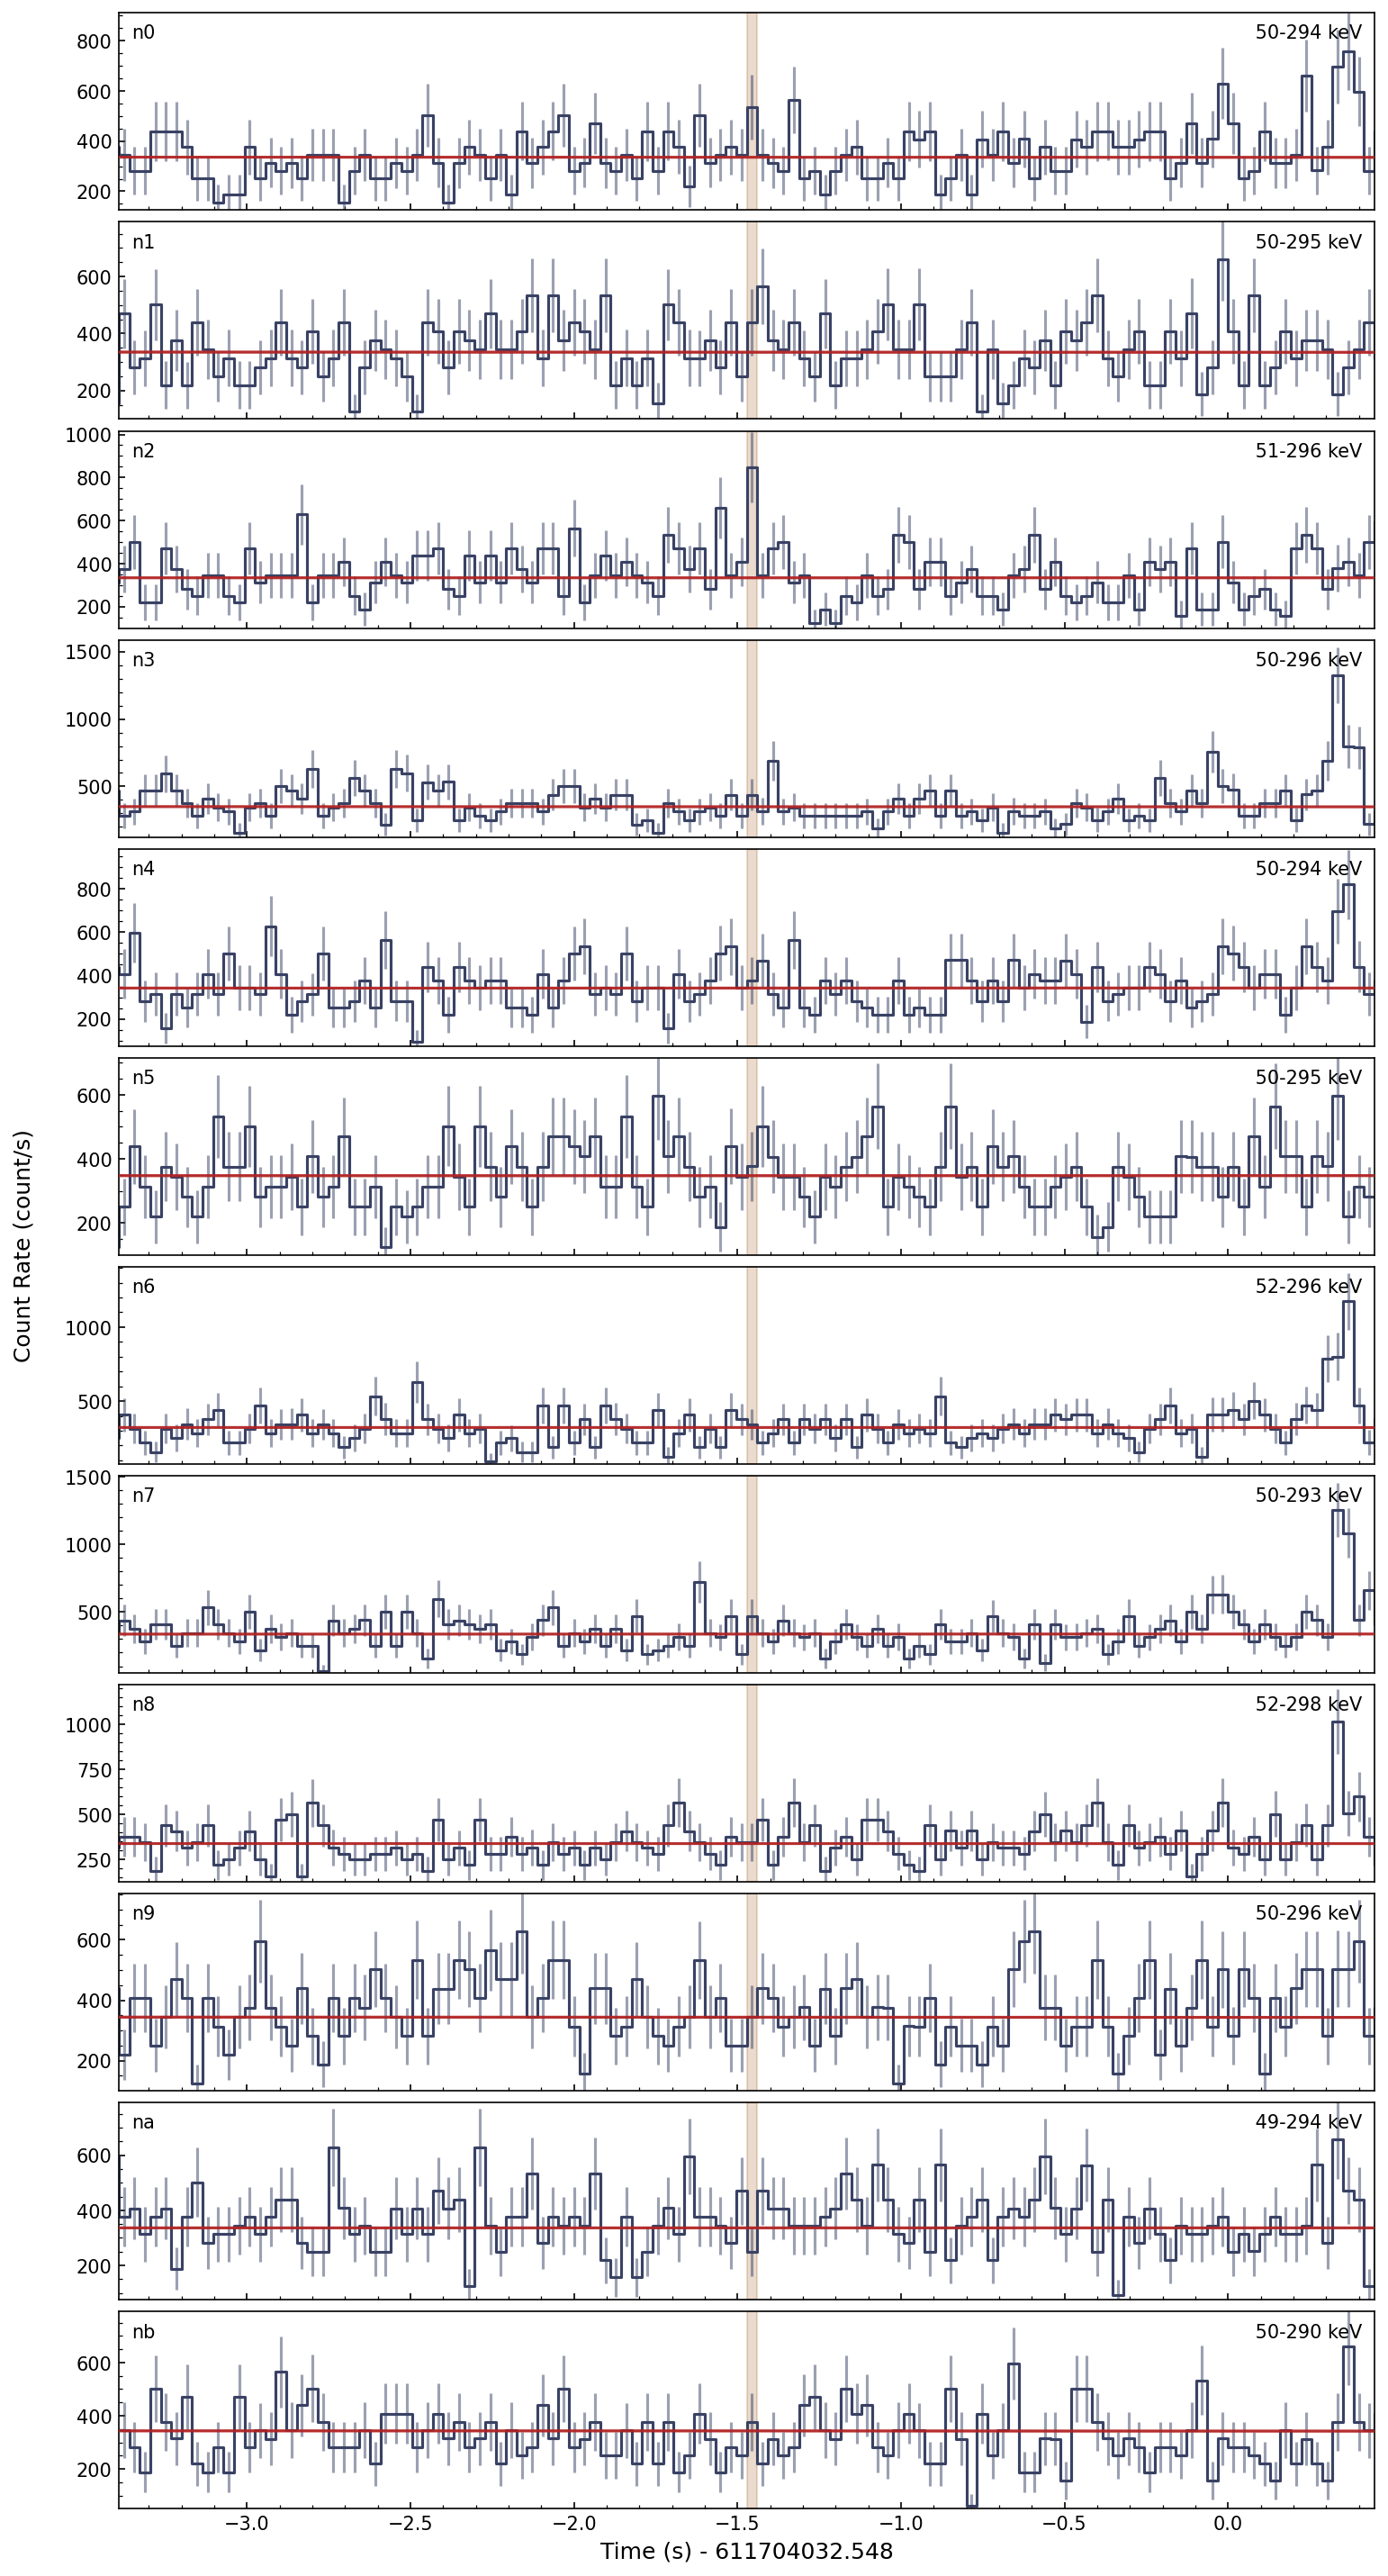 n0 50-294 keV
800
600
400
200
n1 50-295 keV
600
400
200
n2 51-296 keV
1000
800
600
400
200
n3 50-296 keV
1500
1000
500
n4 50-294 keV
800
600
400
200
n5 50-295 keV
600
400
200
n6 52-296 keV
1000
500
n7 50-293 keV
1500
1000
500
n8 52-298 keV
1000
750
500
250
n9 50-296 keV
600
400
200
na 49-294 keV
600
400
200
nb 50-290 keV
600
400
200
−3.0 −2.5 −2.0 −1.5 −1.0 −0.5 0.0
Time (s) - 611704032.548
Count Rate (count/s)